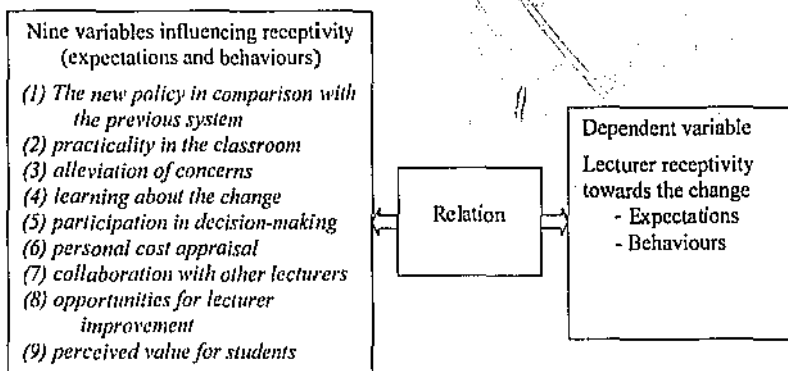 Nine variables influencing receptivity
(expectations and behaviours)
(1) The new policy in comparison with
the previous system
(2) practicality in the classroom
(3) alleviation of concerns
(4) learning about the change
(5) participation in decision-making
(6) personal cost appraisal
(7) collaboration with other lecturers
(8) opportunities for lecturer
improvement
(9) perceived value for students
Relation
Dependent variable
Lecturer receptivity
towards the change
- Expectations
- Behaviours